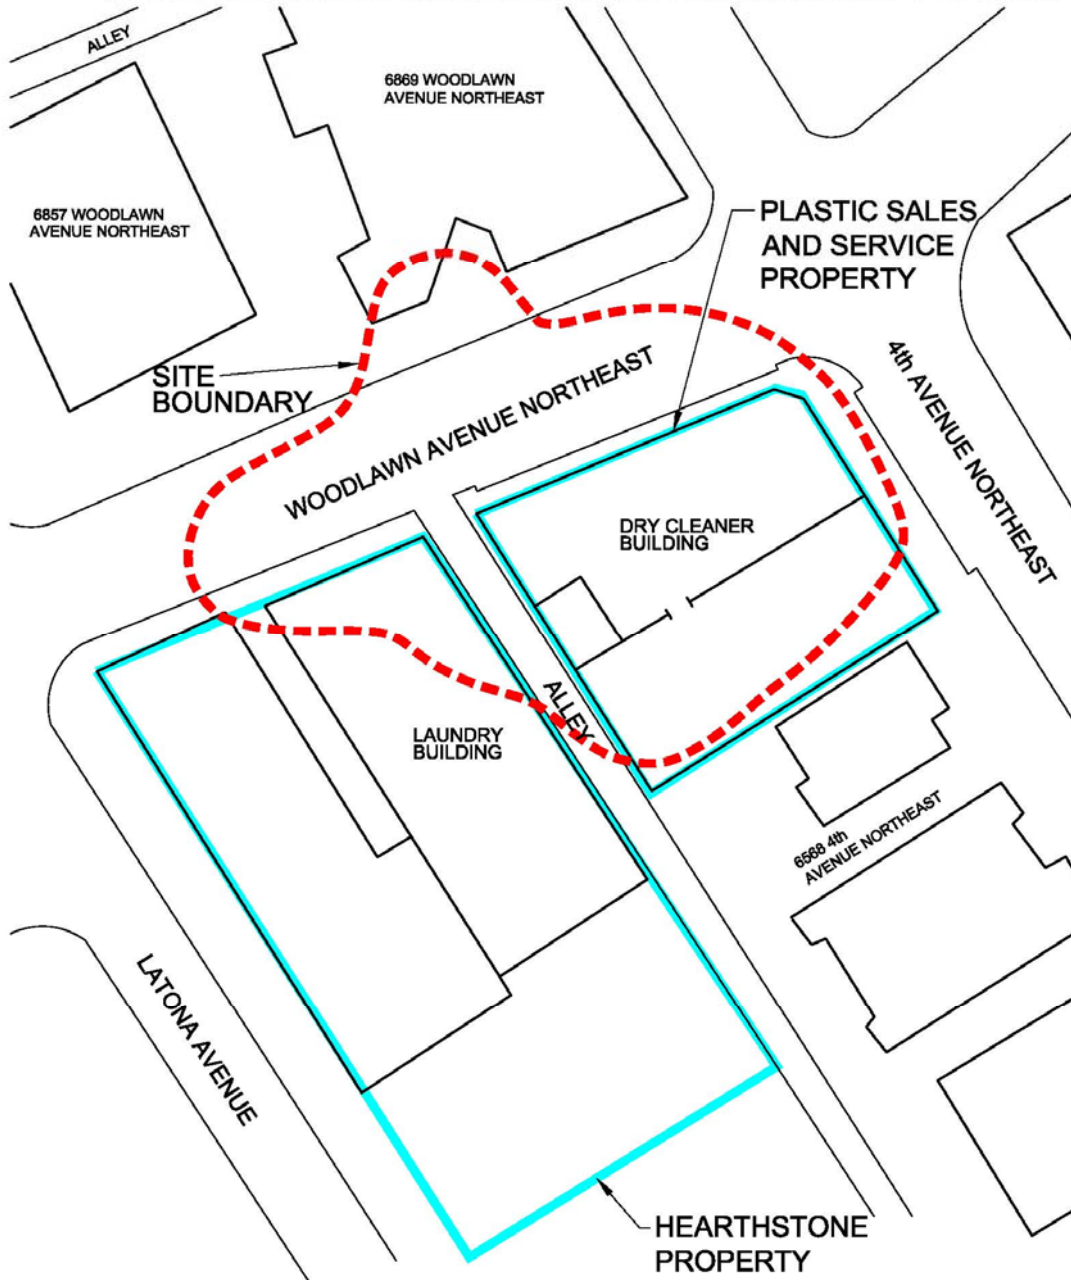 ALLEY
6869 WOODLAWN
AVENUE NORTHEAST
6857 WOODLAWN
AVENUE NORTHEAST
PLASTIC SALES
AND SERVICE
PROPERTY
SITE
BOUNDARY
WOODLAWN AVENUE NORTHEAST
4th AVENUE NORTHEAST
DRY CLEANER
BUILDING
ALLEY
LAUNDRY
BUILDING
6568 4th
AVENUE NORTHEAST
LATONA AVENUE
HEARTHSTONE
PROPERTY